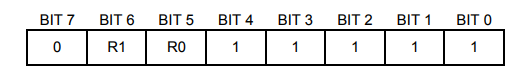 BIT 7 BIT 6 BIT 5 BIT 4 BIT 3 BIT 2 BIT 1 BIT 0
0 R1 R0 1 1 1 1 1